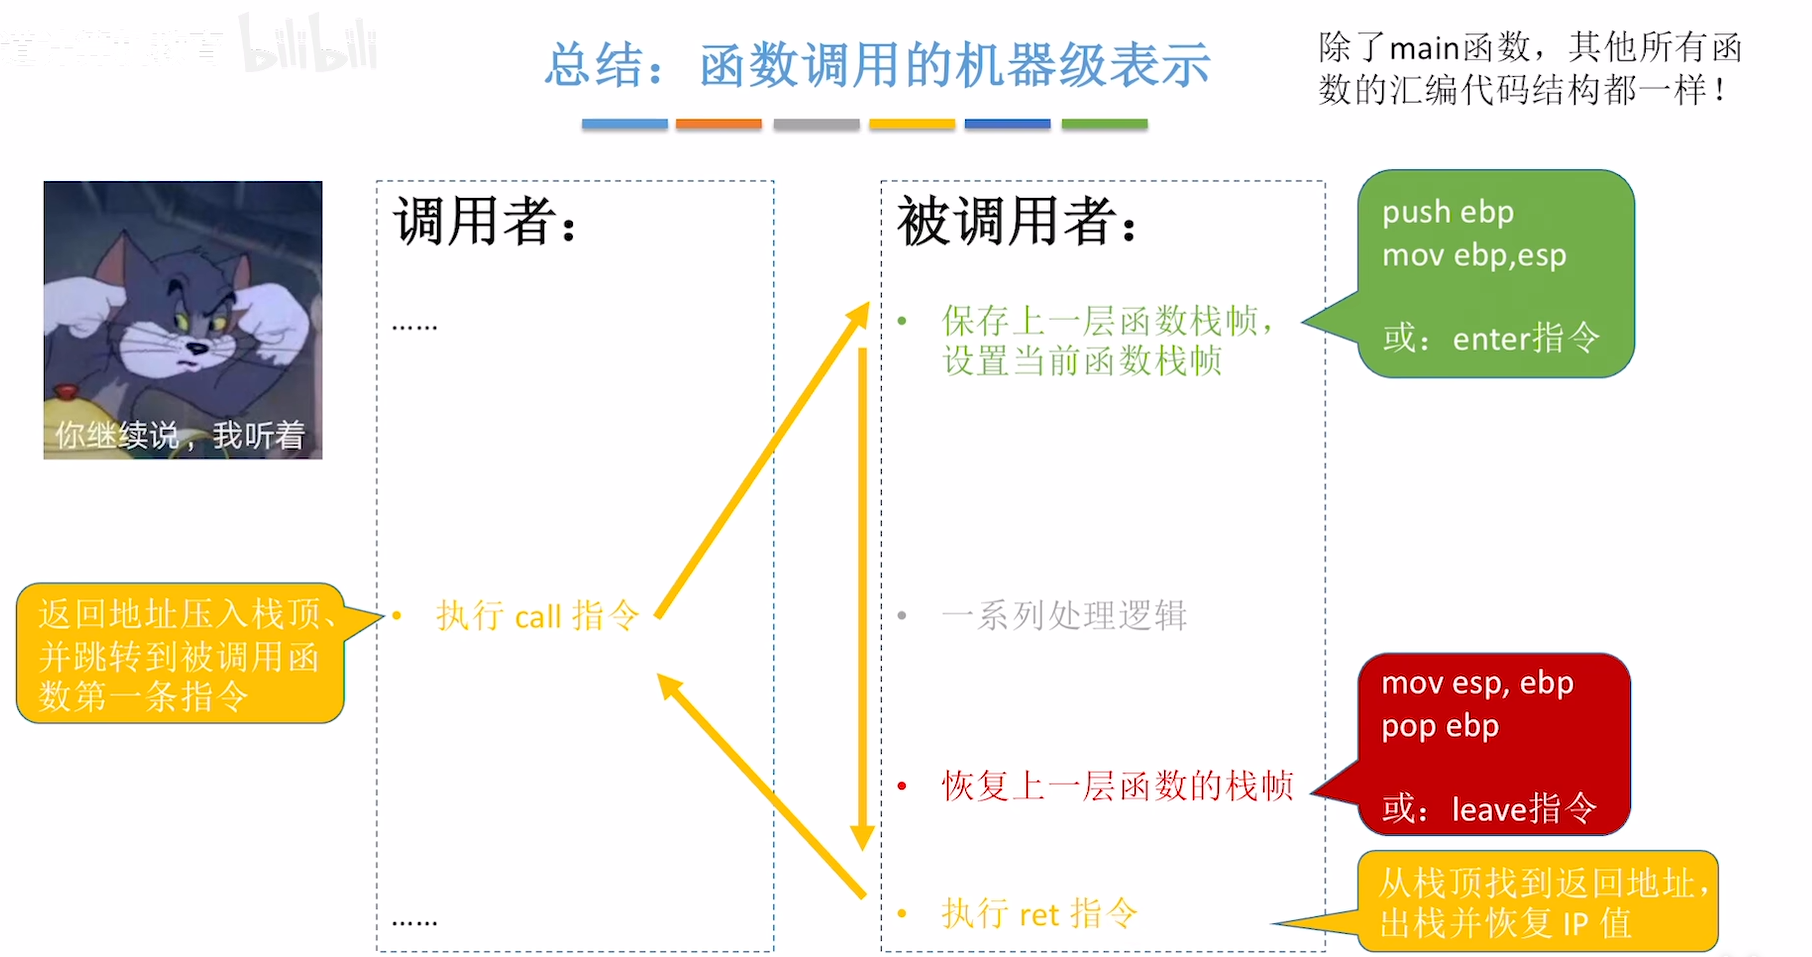 bilibili
总结：函数调用的机器级表示
除了main函数，其他所有函
数的汇编代码结构都一样！
你继续说，我听着
调用者：
……
返回地址压入栈顶、
并跳转到被调用函
数第一条指令
• 执行 call 指令
……
被调用者：
• 保存上一层函数栈帧，
设置当前函数栈帧
push ebp
mov ebp,esp
或：enter指令
• 一系列处理逻辑
• 恢复上一层函数的栈帧
mov esp, ebp
pop ebp
或：leave指令
• 执行 ret 指令
从栈顶找到返回地址，
出栈并恢复 IP 值